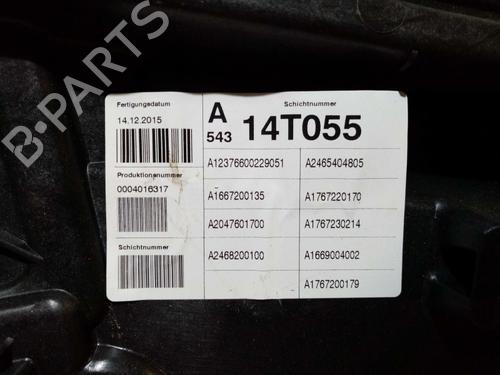 Fertigungsdatum
14.12.2015
Produktionsnummer
0004016317
Schichtnummer
A
543
Schichtnummer
14T055
A12376600229051 A2465404805
A1667200135 A1767220170
A2047601700 A1767230214
A2468200100 A1669004002
A1767200179
B-PARTS